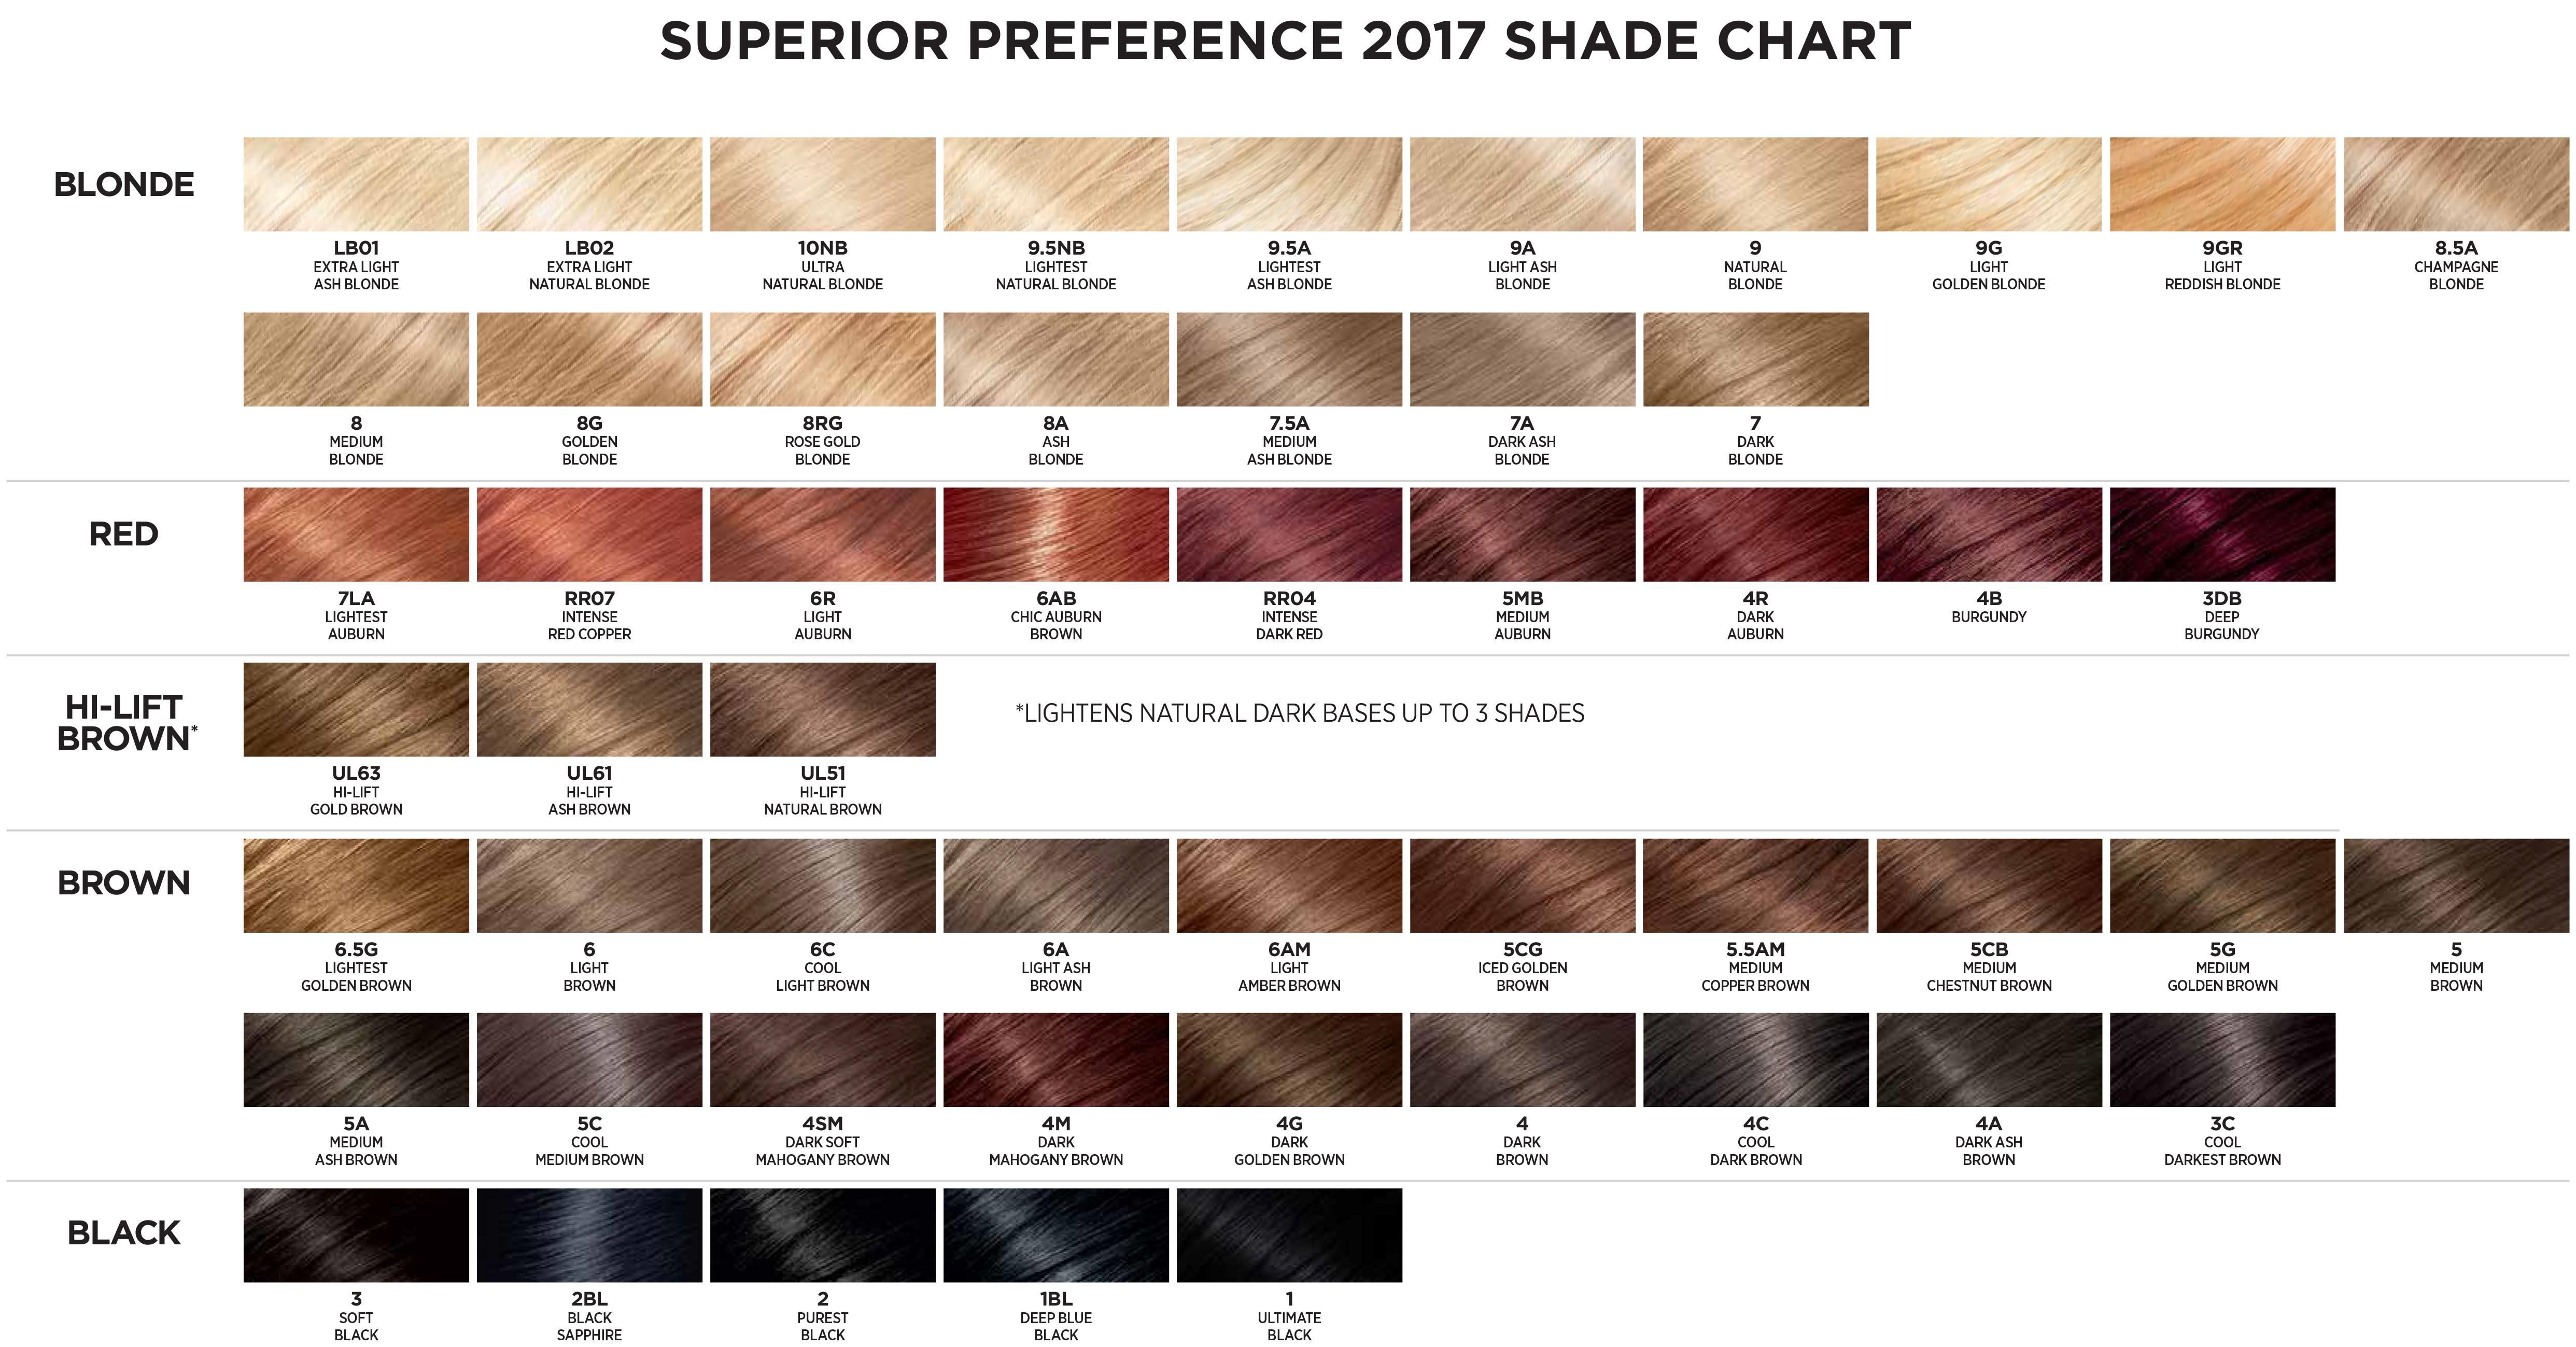 SUPERIOR PREFERENCE 2017 SHADE CHART
BLONDE
LB01
EXTRA LIGHT
ASH BLONDE
LB02
EXTRA LIGHT
NATURAL BLONDE
10NB
ULTRA
NATURAL BLONDE
9.5NB
LIGHTEST
NATURAL BLONDE
9.5A
LIGHTEST
ASH BLONDE
9A
LIGHT ASH
BLONDE
9
NATURAL
BLONDE
9G
LIGHT
GOLDEN BLONDE
9GR
LIGHT
REDDISH BLONDE
8.5A
CHAMPAGNE
BLONDE
8
MEDIUM
BLONDE
8G
GOLDEN
BLONDE
8RG
ROSE GOLD
BLONDE
8A
ASH
BLONDE
7.5A
MEDIUM
ASH BLONDE
7A
DARK ASH
BLONDE
7
DARK
BLONDE
RED
7LA
LIGHTEST
AUBURN
RR07
INTENSE
RED COPPER
6R
LIGHT
AUBURN
6AB
CHIC AUBURN
BROWN
RR04
INTENSE
DARK RED
5MB
MEDIUM
AUBURN
4R
DARK
AUBURN
4B
BURGUNDY
3DB
DEEP
BURGUNDY
HI-LIFT
BROWN*
UL63
HI-LIFT
GOLD BROWN
UL61
HI-LIFT
ASH BROWN
UL51
HI-LIFT
NATURAL BROWN
*LIGHTENS NATURAL DARK BASES UP TO 3 SHADES
BROWN
6.5G
LIGHTEST
GOLDEN BROWN
6
LIGHT
BROWN
6C
COOL
LIGHT BROWN
6A
LIGHT ASH
BROWN
6AM
LIGHT
AMBER BROWN
5CG
ICED GOLDEN
BROWN
5.5AM
MEDIUM
COPPER BROWN
5CB
MEDIUM
CHESTNUT BROWN
5G
MEDIUM
GOLDEN BROWN
5
MEDIUM
BROWN
5A
MEDIUM
ASH BROWN
5C
COOL
MEDIUM BROWN
4SM
DARK SOFT
MAHOGANY BROWN
4M
DARK
MAHOGANY BROWN
4G
DARK
GOLDEN BROWN
4
DARK
BROWN
4C
COOL
DARK BROWN
4A
DARK ASH
BROWN
3C
COOL
DARKEST BROWN
BLACK
3
SOFT
BLACK
2BL
BLACK
SAPPHIRE
2
PUREST
BLACK
1BL
DEEP BLUE
BLACK
1
ULTIMATE
BLACK